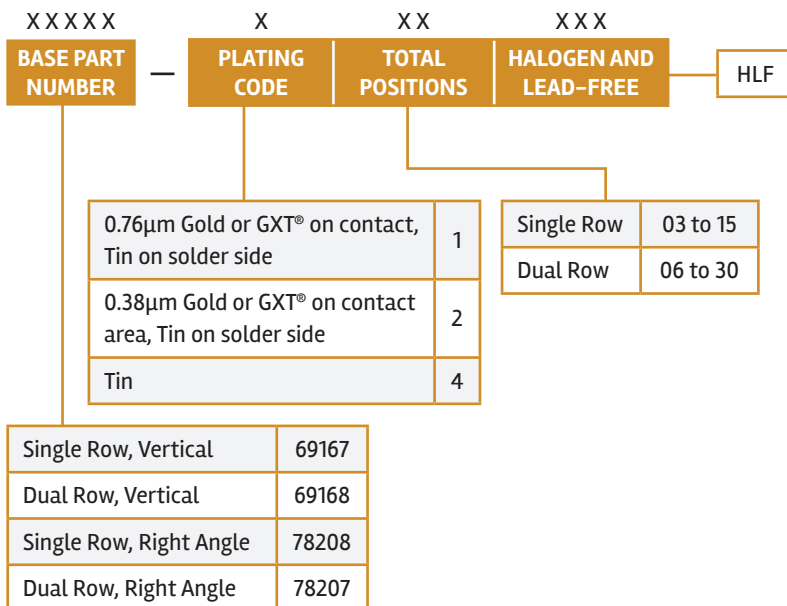 XXXXX X XX XXX
BASE PART NUMBER — PLATING CODE TOTAL POSITIONS HALOGEN AND LEAD-FREE HLF
0.76µm Gold or GXT® on contact,
Tin on solder side 1
0.38µm Gold or GXT® on contact
area, Tin on solder side 2
Tin 4
Single Row 03 to 15
Dual Row 06 to 30
Single Row, Vertical 69167
Dual Row, Vertical 69168
Single Row, Right Angle 78208
Dual Row, Right Angle 78207